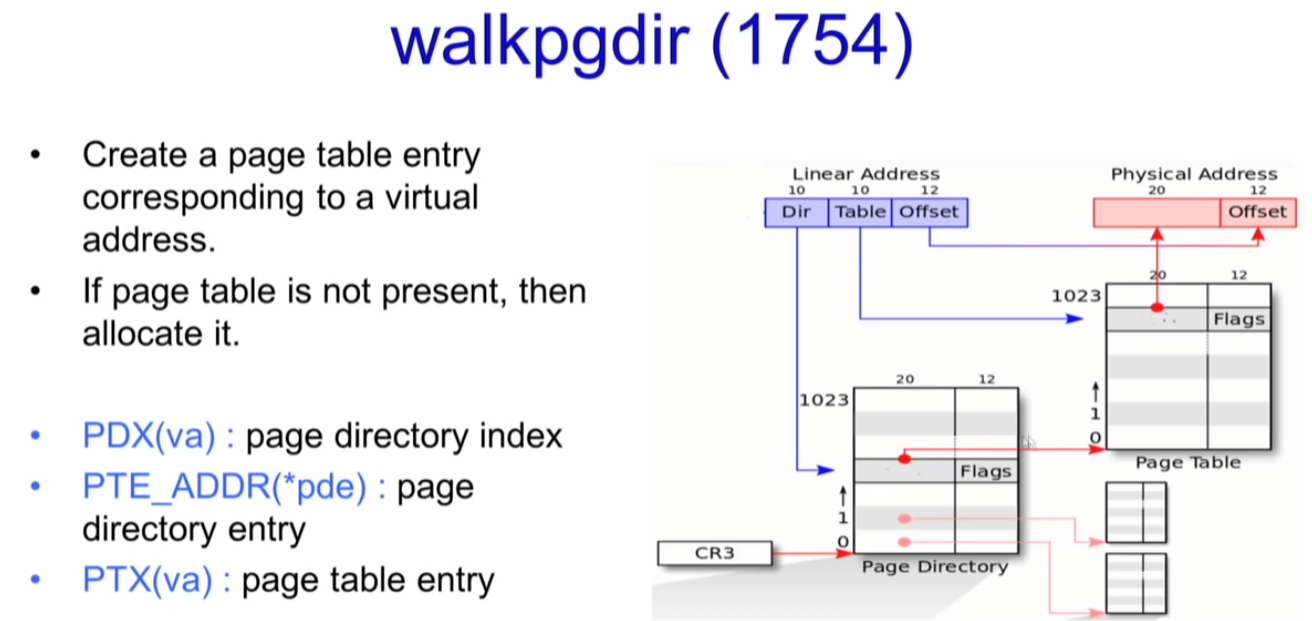 walkpgdir (1754)
• Create a page table entry
corresponding to a virtual
address.
• If page table is not present, then
allocate it.
• PDX(va) : page directory index
• PTE_ADDR(*pde) : page
directory entry
• PTX(va) : page table entry
Linear Address
10 10 12
Dir Table Offset
Physical Address
20 12
Offset
20 12
1023
Flags
1
0
Page Table
20 12
1023
Flags
1
0
CR3
Page Directory